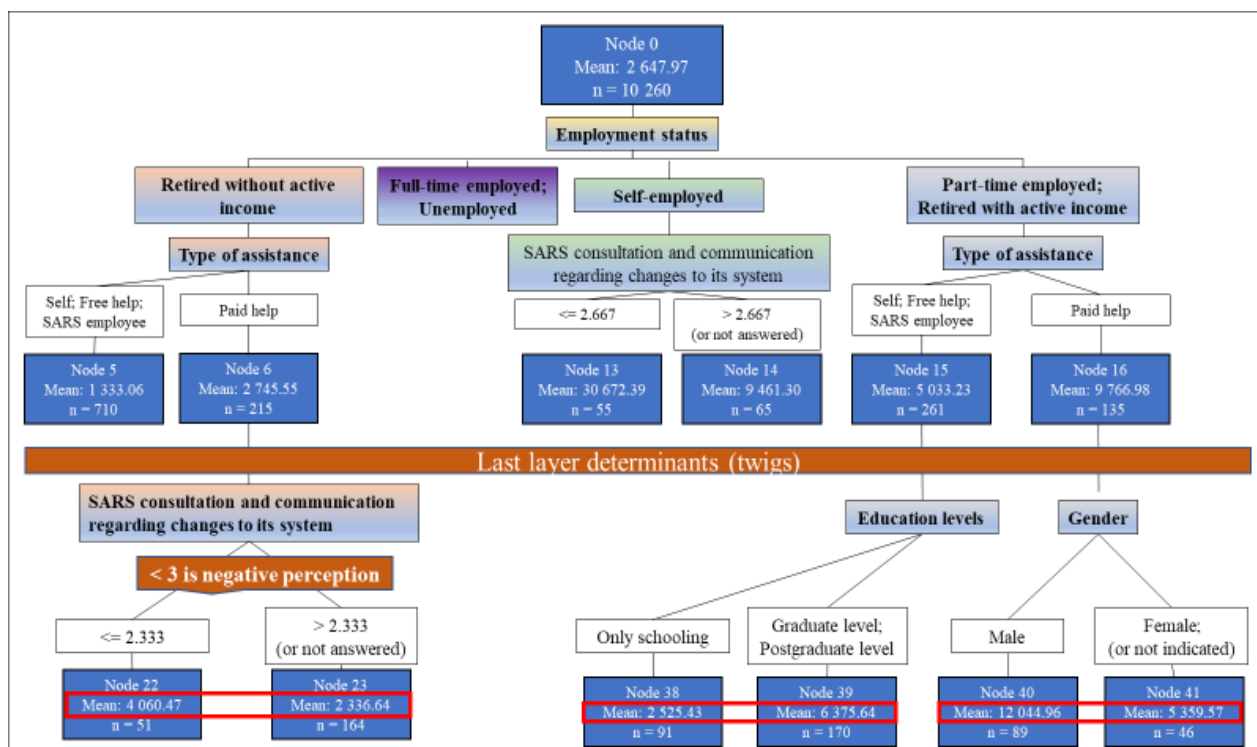 Node 0
Mean: 2 647.97
n = 10 260
Employment status
Retired without active
income
Full-time employed;
Unemployed
Self-employed
Part-time employed;
Retired with active income
Type of assistance
SARS consultation and communication
regarding changes to its system
Type of assistance
Self; Free help;
SARS employee
Paid help
<= 2.667
> 2.667
(or not answered)
Self; Free help;
SARS employee
Paid help
Node 5
Mean: 1 333.06
n = 710
Node 6
Mean: 2 745.55
n = 215
Node 13
Mean: 30 672.39
n = 55
Node 14
Mean: 9 461.30
n = 65
Node 15
Mean: 5 033.23
n = 261
Node 16
Mean: 9 766.98
n = 135
Last layer determinants (twigs)
SARS consultation and communication
regarding changes to its system
Education levels
Gender
< 3 is negative perception
<= 2.333
> 2.333
(or not answered)
Only schooling
Graduate level;
Postgraduate level
Male
Female;
(or not indicated)
Node 22
Mean: 4 060.47
n = 51
Node 23
Mean: 2 336.64
n = 164
Node 38
Mean: 2 525.43
n = 91
Node 39
Mean: 6 375.64
n = 170
Node 40
Mean: 12 044.96
n = 89
Node 41
Mean: 5 359.57
n = 46